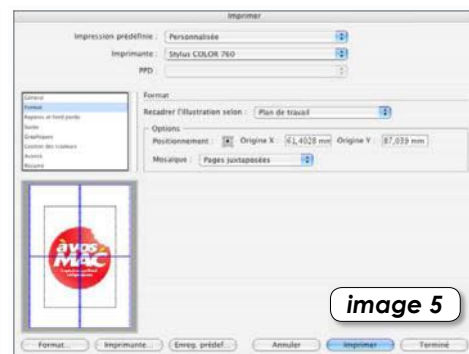 Imprimer
Impression prédéfinie : Personnalisée
Imprimante : Stylus COLOR 760
PPD :
Général
Format
Repères et fond perdu
Sortie
Graphiques
Gestion des couleurs
Avancé
Résumé
Format
Recadrer l'illustration selon : Plan de travail
Options
Positionnement : Origine X : 61,4028 mm Origine Y : 87,039 mm
Mosaïque : Pages juxtaposées
à vos
MAC
image 5
Format... Imprimante... Enreg. prédéf... Annuler Imprimer Terminé